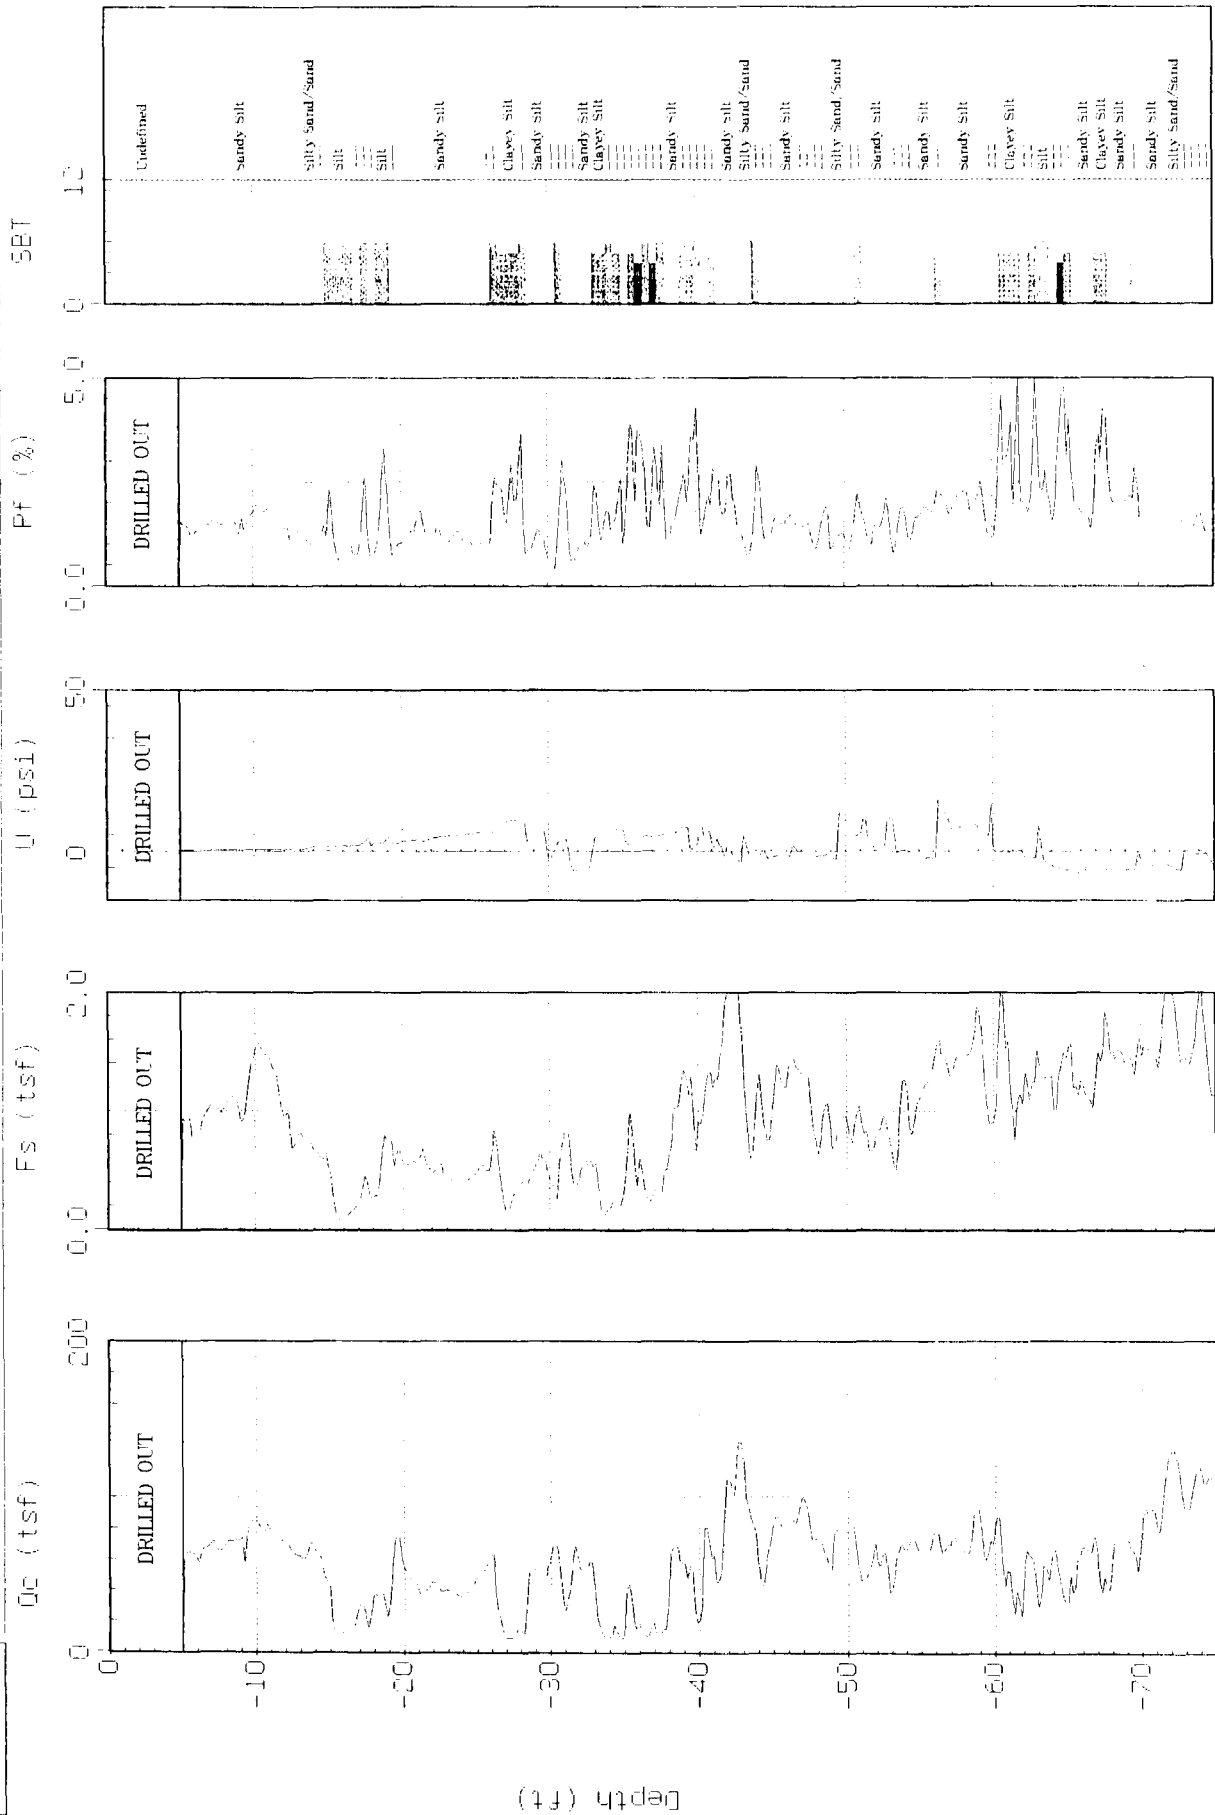 Qc (tsf)
Fs (tsf)
U (psi)
Pf (%)
SBT
0
200
0.0
2.0
0
50
0.0
5.0
0
12
Depth (ft)
0
-10
-20
-30
-40
-50
-60
-70
DRILLED OUT
DRILLED OUT
DRILLED OUT
DRILLED OUT
Undefined
Sandy Silt
Silty Sand/Sand
Silt
Silt
Sandy Silt
Clayey Silt
Sandy Silt
Sandy Silt
Clayey Silt
Sandy Silt
Sandy Silt
Silty Sand/Sand
Sandy Silt
Silty Sand/Sand
Sandy Silt
Sandy Silt
Sandy Silt
Clayey Silt
Silt
Sandy Silt
Clayey Silt
Sandy Silt
Sandy Silt
Silty Sand/Sand